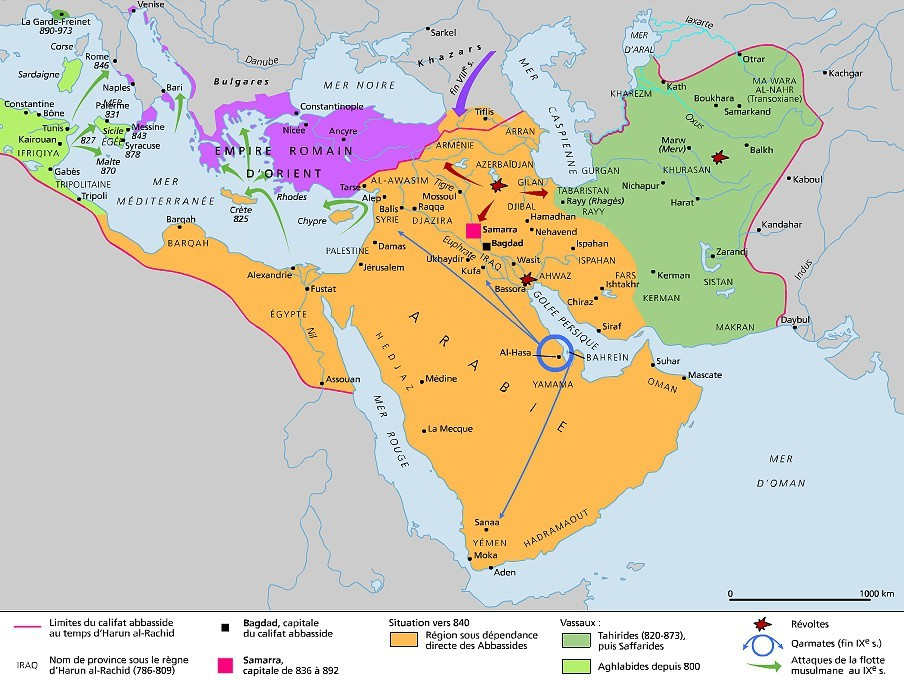 Venise
La Garde-Freinet
890-973
Corse
Rome
846
Sardaigne
Naples
Bari
MER
Palerme
831
Constantine
Bône
Tunis
Kairouan
IFRIQIYA
827
Sicile
ÉGÉE
Messine
843
Syracuse
878
Malte
870
Gabès
TRIPOLITAINE
Tripoli
MER
MÉDITERRANÉE
Danube
Bulgares
MER NOIRE
Constantinople
Nicée
Ancyre
EMPIRE ROMAIN
D'ORIENT
Rhodes
Crète
825
Chypre
Tarse
Sarkel
Khazars
fin VIIIe s.
MER
CASPIENNE
Tiflis
ARRAN
ARMÉNIE
AZERBAÏDJAN
AL-AWASIM
Tigre
Mossoul
Alep
Balis
Raqqa
SYRIE
DJAZIRA
GILAN
DJIBAL
TABARISTAN
GURGAN
Rayy (Rhagès)
RAYY
Hamadhan
Nehavend
Samarra
Bagdad
Euphrate
IRAQ
Ukhaydir
Kufa
Wasit
Bassora
AHWAZ
Ispahan
ISPAHAN
FARS
Ishtakhr
Chiraz
Siraf
Kerman
KERMAN
MER
D'ARAL
Iaxarte
Otrar
Kachgar
KHAREZM
Kath
MA WARA
AL-NAHR
(Transoxiane)
Boukhara
Samarkand
Oxus
Marw
(Merv)
Balkh
KHURASAN
Nichapur
Harat
Kaboul
Kandahar
Zarandj
SISTAN
Indus
MAKRAN
Daybul
Barqah
BARQAH
PALESTINE
Damas
Jérusalem
Alexandrine
Fustat
ÉGYPTE
Nil
Assouan
ARABIE
HEDJAZ
Médine
La Mecque
MER ROUGE
GOLFE PERSIQUE
Al-Hasa
BAHREÏN
YAMAMA
Suhar
Mascate
OMAN
MER
D'OMAN
Sanaa
YÉMEN
HADRAMAOUT
Moka
Aden
0 1000 km
Limites du califat abbasside
au temps d'Harun al-Rachid
IRAQ Nom de province sous le règne
d'Harun al-Rachid (786-809)
Bagdad, capitale
du califat abbasside
Samarra,
capitale de 836 à 892
Situation vers 840
Région sous dépendance
directe des Abbassides
Vassaux :
Tahirides (820-873),
puis Saffarides
Aghlabides depuis 800
Révoltes
Qarmates (fin IXe s.)
Attaques de la flotte
musulmane au IXe s.